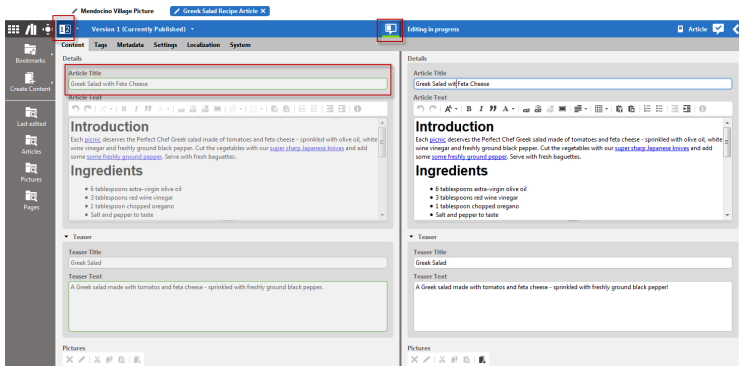 Mendocino Village Picture
Greek Salad Recipe Article
12
Version 1 (Currently Published)
Editing in progress
Article
Content Tags Metadata Settings Localization System
Bookmarks
Create Content
Last edited
Articles
Pictures
Pages
Details
Article Title
Greek Salad with Feta Cheese
Article Text
Introduction
Each picnic deserves the Perfect Chef Greek salad made of tomatoes and feta cheese - sprinkled with olive oil, white
wine vinegar and freshly ground black pepper. Cut the vegetables with our super sharp Japanese knives and add
some some freshly ground pepper. Serve with fresh baguettes.
Ingredients
• 6 tablespoons extra-virgin olive oil
• 3 tablespoons red wine vinegar
• 1 tablespoon chopped oregano
• Salt and pepper to taste
Teaser
Teaser Title
Greek Salad
Teaser Text
A Greek salad made with tomatos and feta cheese - sprinkled with freshly ground black pepper.
Pictures
Details
Article Title
Greek Salad with Feta Cheese
Article Text
Introduction
Each picnic deserves the Perfect Chef Greek salad made of tomatoes and feta cheese - sprinkled with olive oil, white
wine vinegar and freshly ground black pepper. Cut the vegetables with our super sharp Japanese knives and add
some some freshly ground pepper. Serve with fresh baguettes.
Ingredients
• 6 tablespoons extra-virgin olive oil
• 3 tablespoons red wine vinegar
• 1 tablespoon chopped oregano
• Salt and pepper to taste
Teaser
Teaser Title
Greek Salad
Teaser Text
A Greek salad made with tomatos and feta cheese - sprinkled with freshly ground black pepper!
Pictures